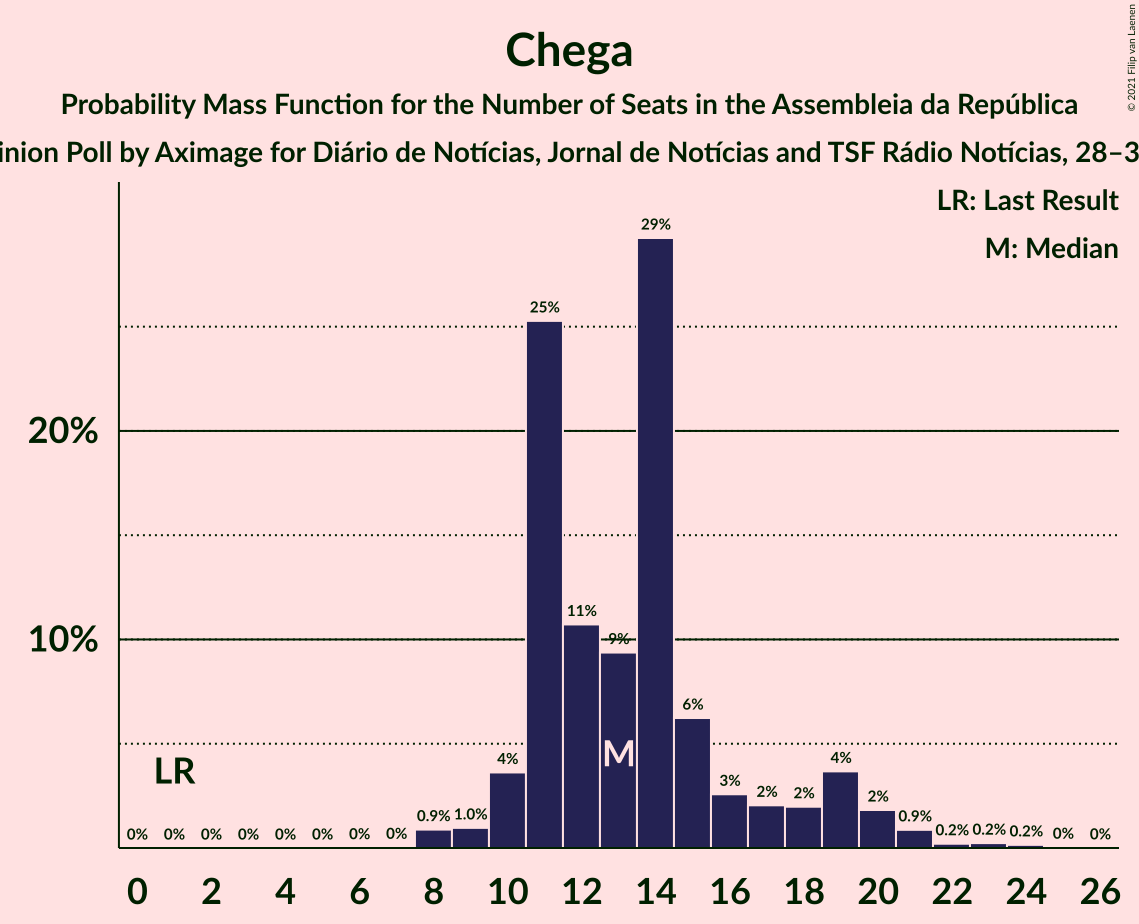 Chega
Probability Mass Function for the Number of Seats in the Assembleia da República
Poll by Aximage for Diário de Notícias, Jornal de Notícias and TSF Rádio Notícias,
© 2021 Filip van Laenen
LR: Last Result
M: Median
29%
25%
20%
11%
10%
9%
6%
M
LR
4%
4%
3%
2%
2%
2%
0% 0% 0% 0% 0% 0% 0% 0% 0.9% 1.0% 0.9% 0.2% 0.2% 0.2% 0% 0%
0 2 4 6 8 10 12 14 16 18 20 22 24 26